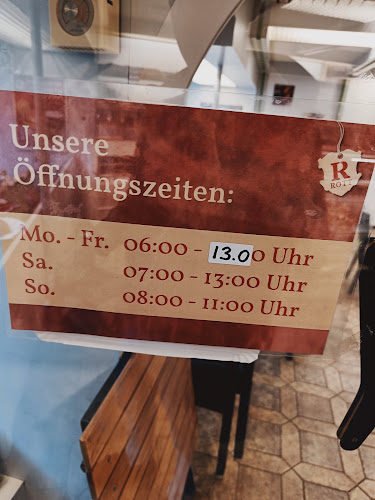 Unsere
Öffnungszeiten:
R
ROTH
Mo. - Fr. 06:00 - 13.00 Uhr
Sa. 07:00 - 13:00 Uhr
So. 08:00 - 11:00 Uhr